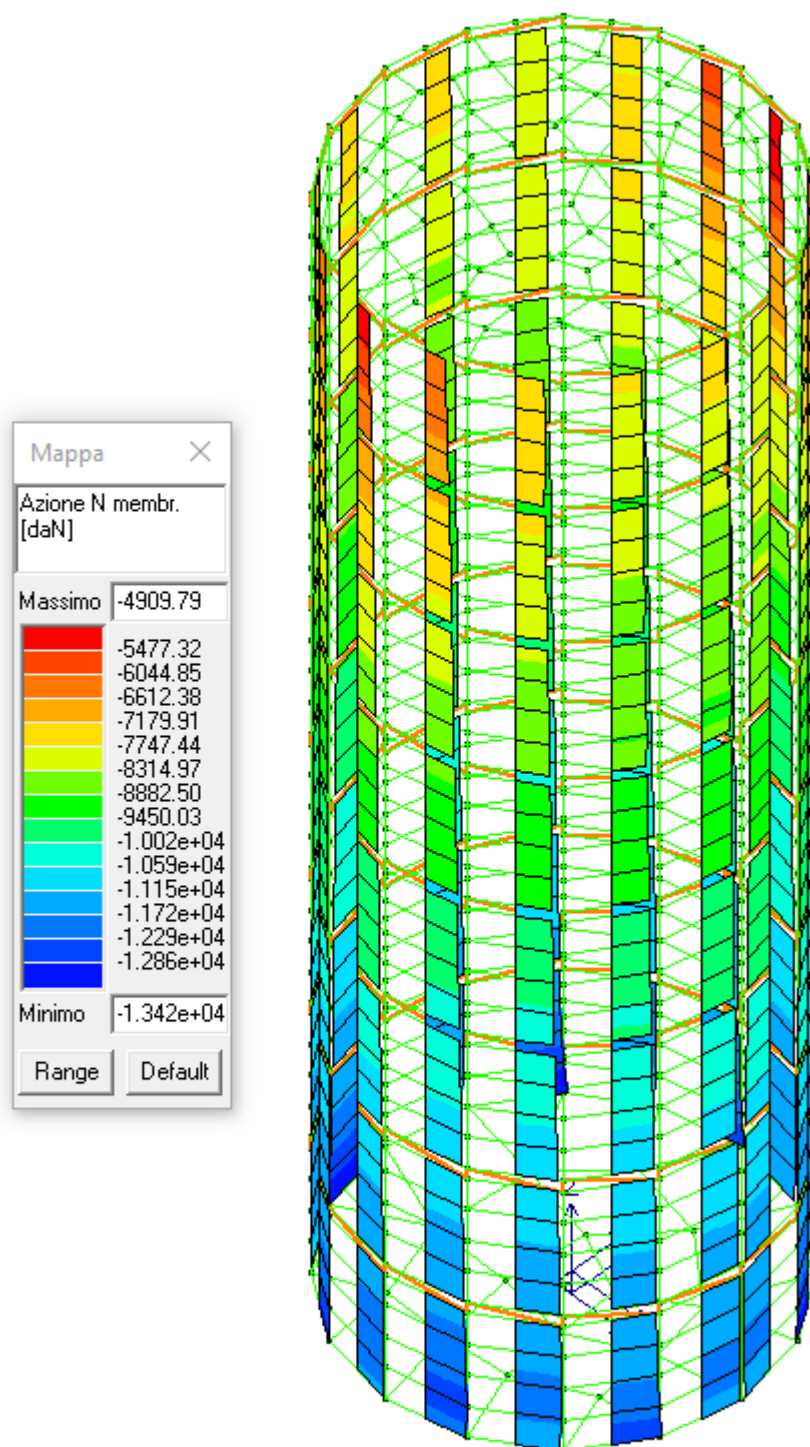 Mappa
Azione N membr.
[daN]
Massimo -4909.79
-5477.32
-6044.85
-6612.38
-7179.91
-7747.44
-8314.97
-8882.50
-9450.03
-1.002e+04
-1.059e+04
-1.115e+04
-1.172e+04
-1.229e+04
-1.286e+04
Minimo -1.342e+04
Range Default